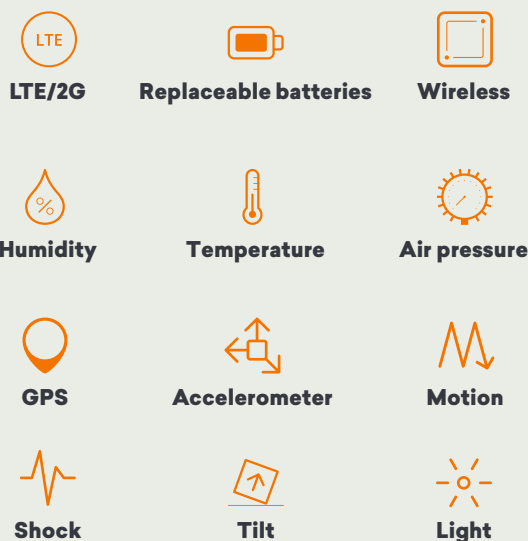 LTE
LTE/2G
Replaceable batteries
Wireless
%
Humidity
Temperature
Air pressure
GPS
Accelerometer
Motion
Shock
Tilt
Light